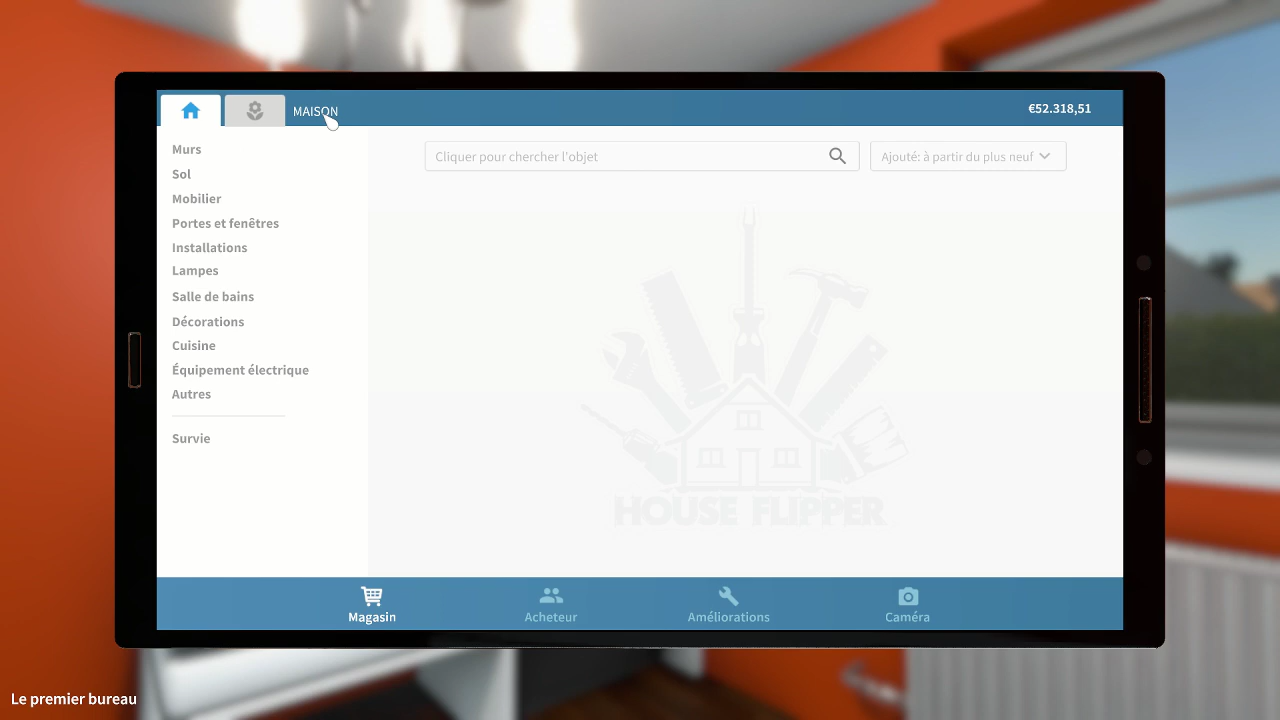 MAISON
€52.318,51
Cliquer pour chercher l'objet
Ajouté: à partir du plus neuf
Murs
Sol
Mobilier
Portes et fenêtres
Installations
Lampes
Salle de bains
Décorations
Cuisine
Équipement électrique
Autres
Survie
HOUSE FLIPPER
Magasin
Acheteur
Améliorations
Caméra
Le premier bureau